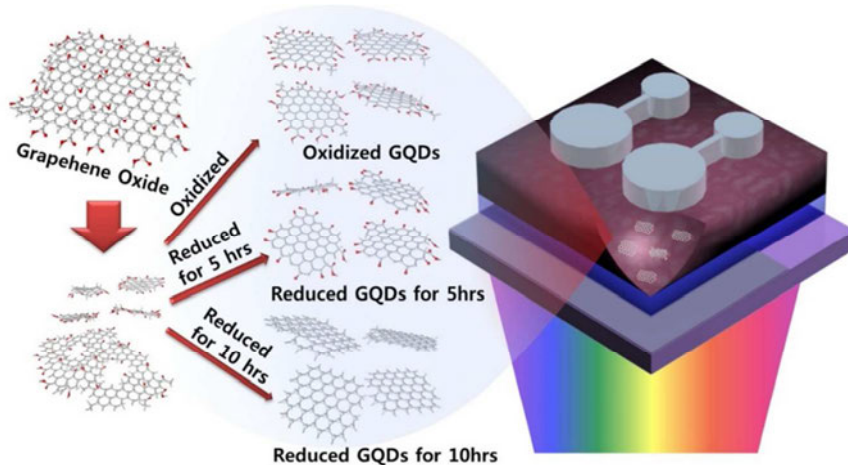 Grapehene Oxide
Oxidized
Oxidized GQDs
Reduced
for 5 hrs
Reduced GQDs for 5hrs
Reduced
for 10 hrs
Reduced GQDs for 10hrs